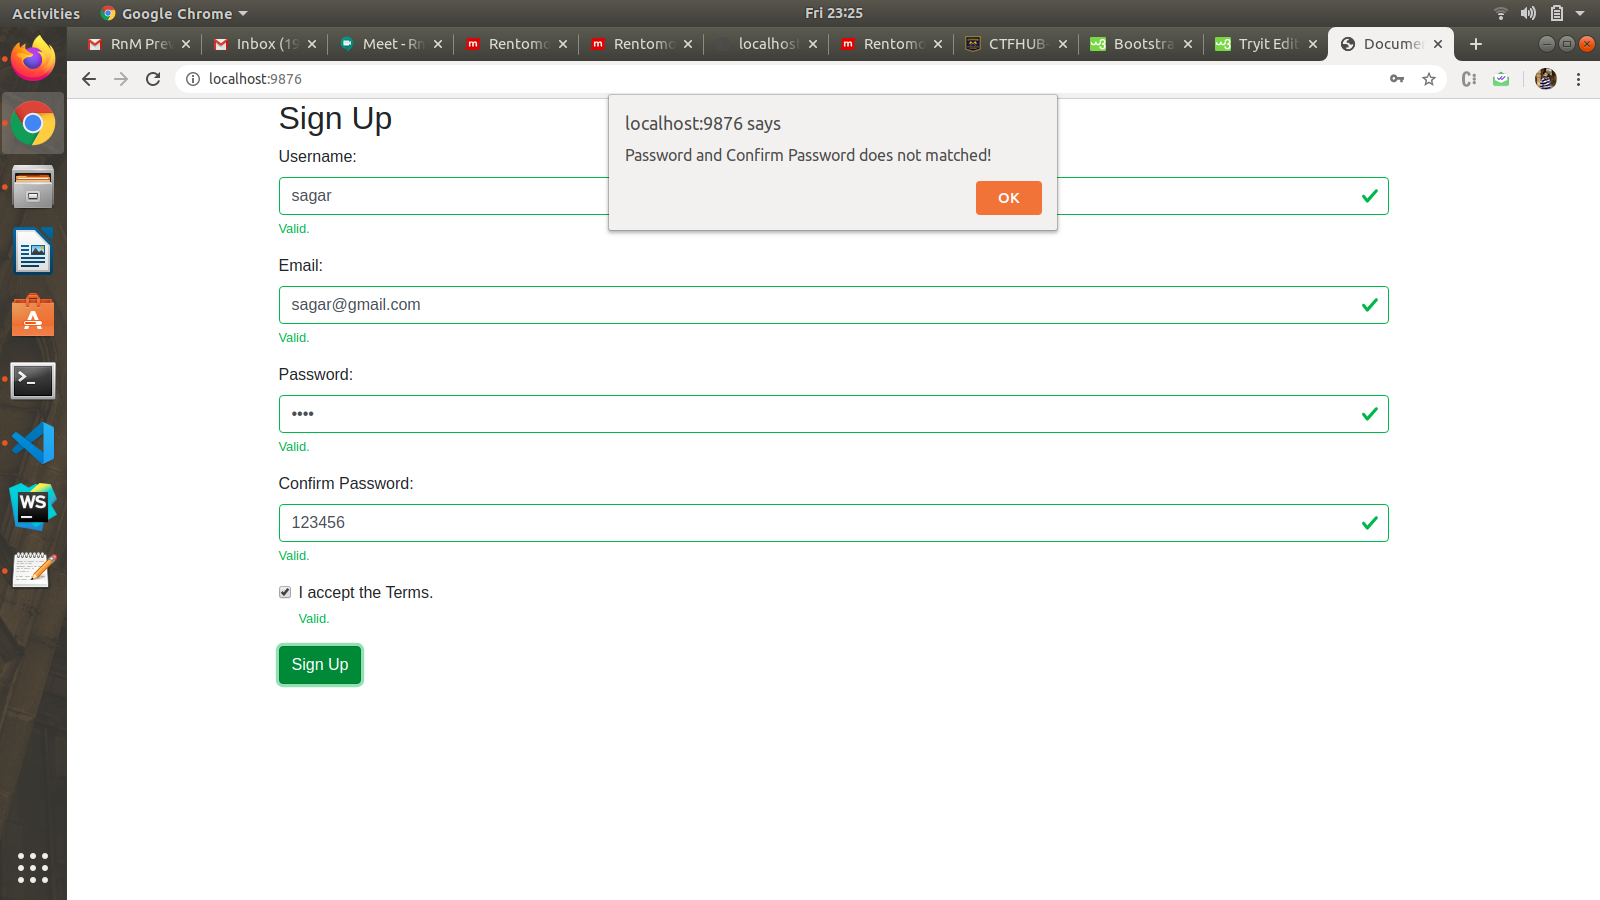 Activities Google Chrome Fri 23:25
RnM Prev Inbox (19 Meet - Rn Rentomo Rentomo localhost Rentomo CTFHUB- Bootstra Tryit Edit Documen
localhost:9876
Sign Up
localhost:9876 says
Password and Confirm Password does not matched!
OK
Username:
sagar
Valid.
Email:
sagar@gmail.com
Valid.
Password:
••••
Valid.
Confirm Password:
123456
Valid.
I accept the Terms.
Valid.
Sign Up
WS